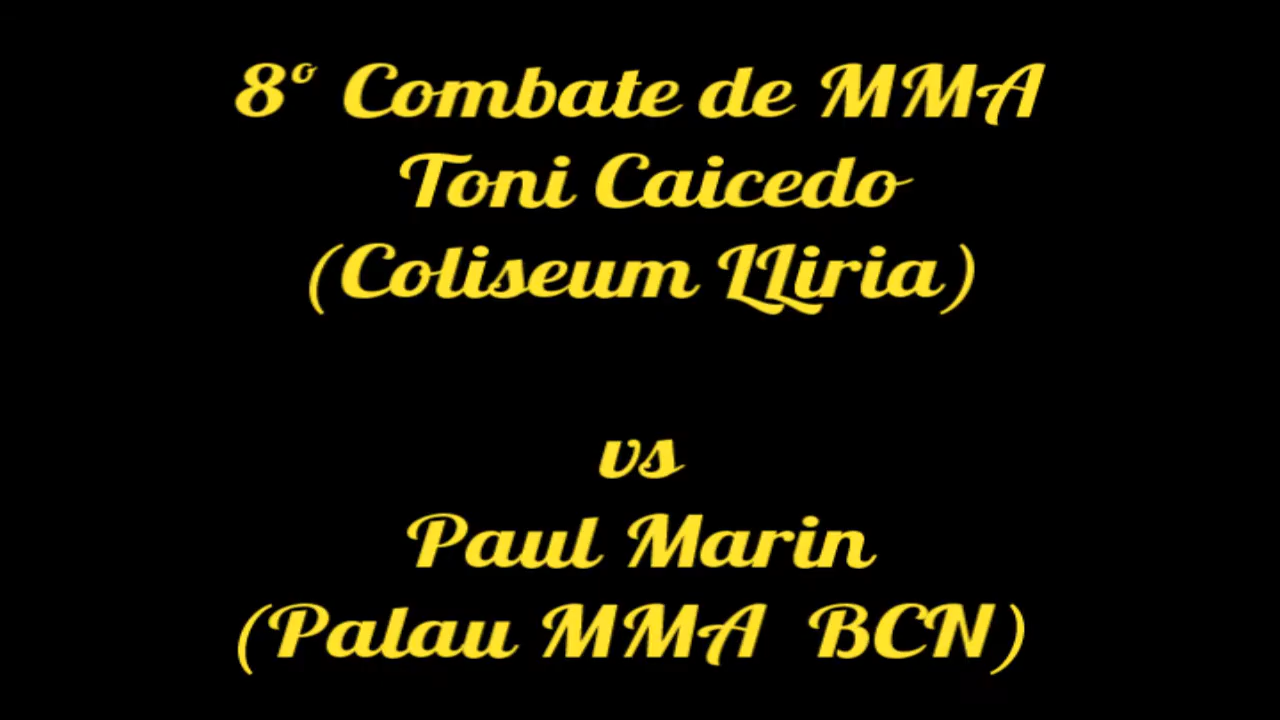 8º Combate de MMA
Toni Caicedo
(Coliseum LLiria)
vs
Paul Marin
(Palau MMA BCN)